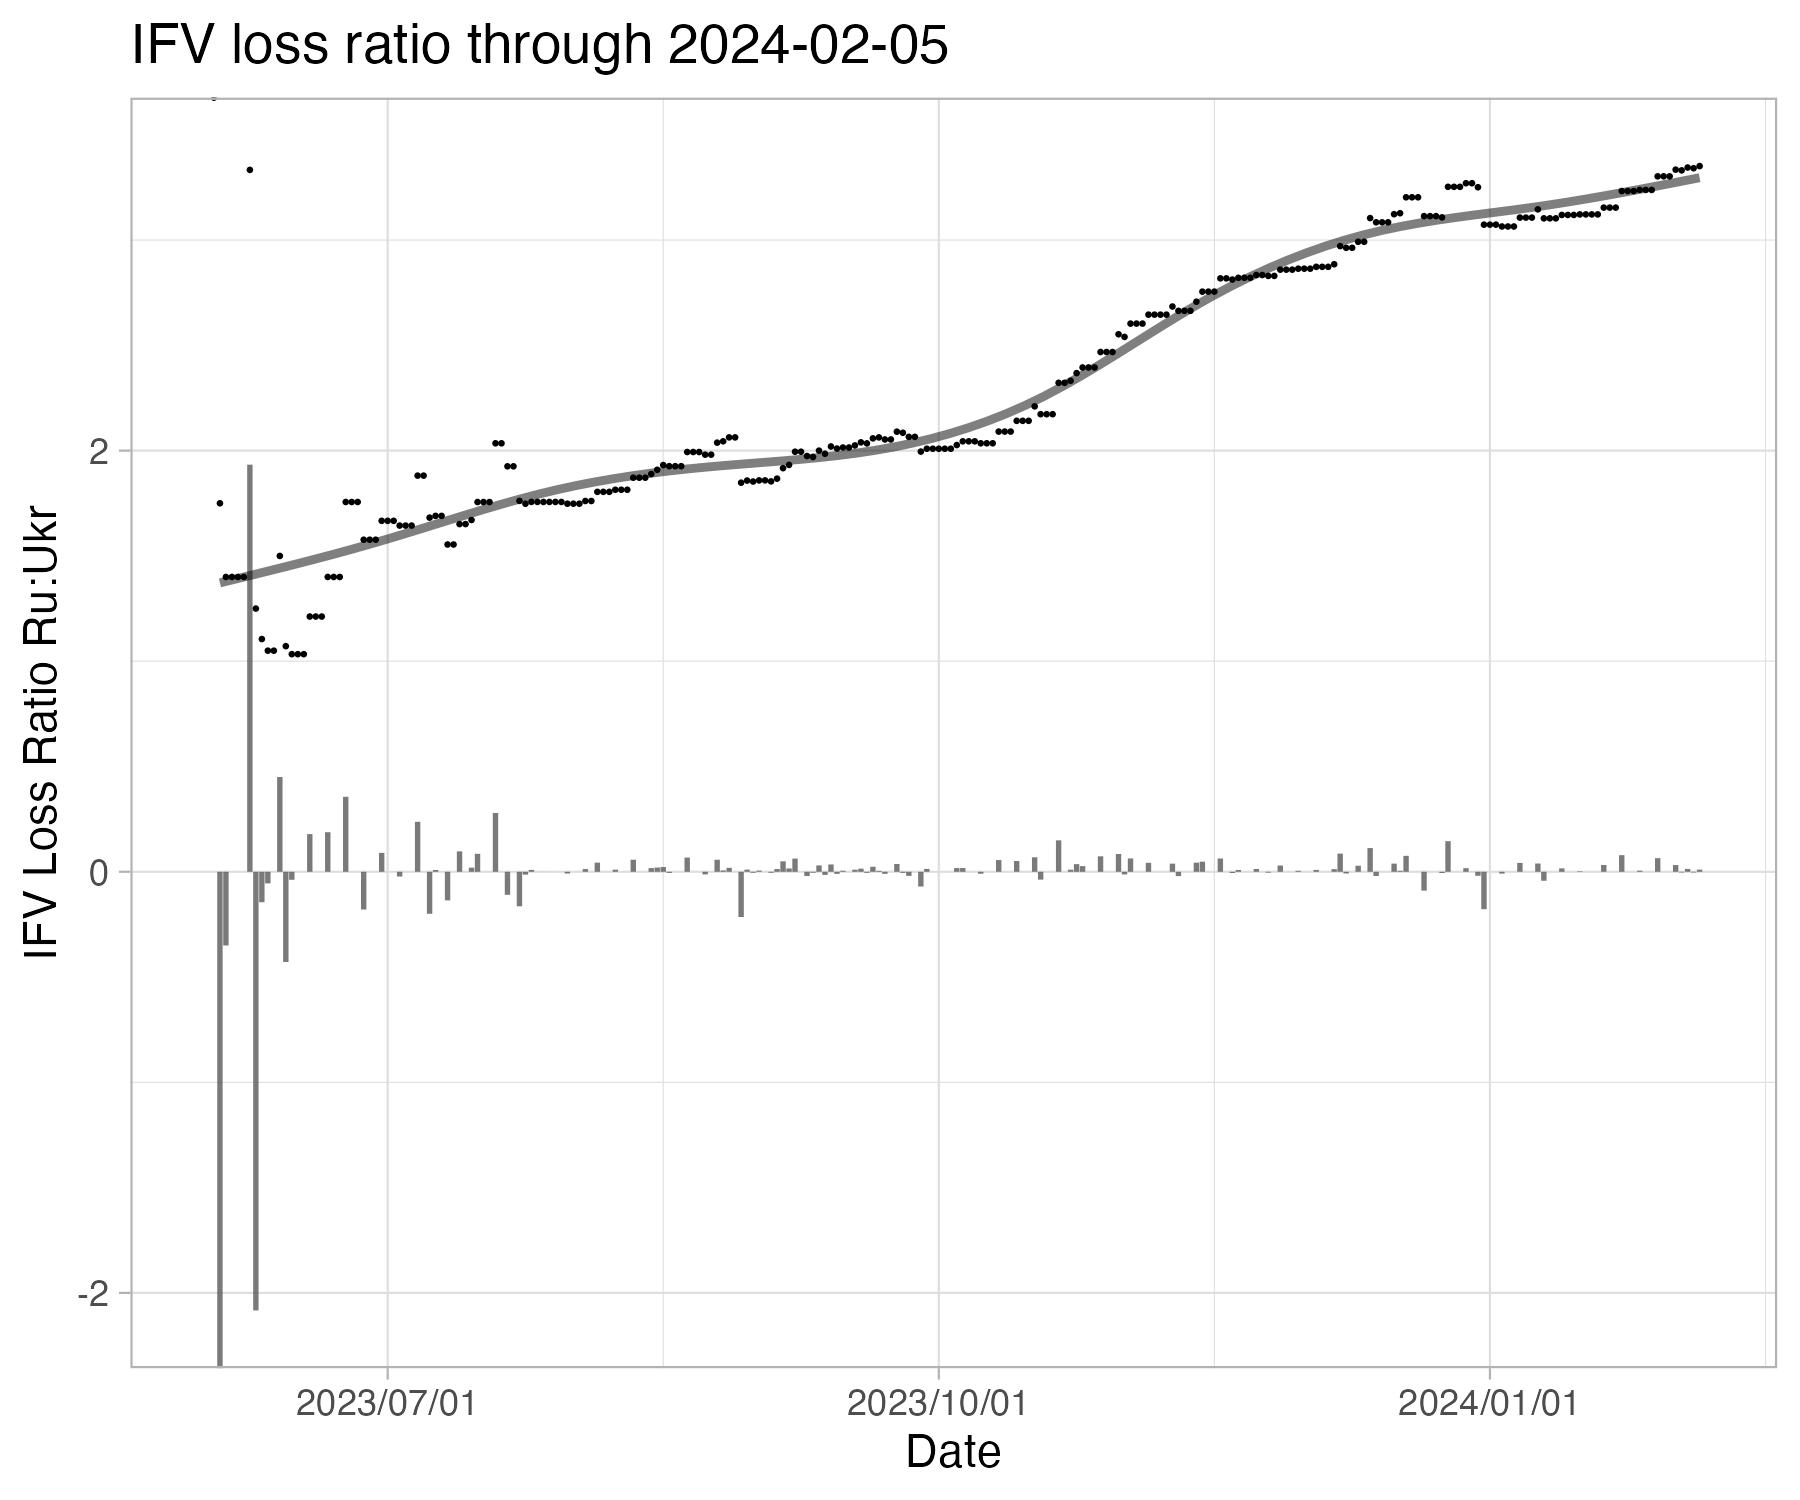 IFV loss ratio through 2024-02-05
IFV Loss Ratio Ru:Ukr
2
0
-2
2023/07/01
2023/10/01
2024/01/01
Date